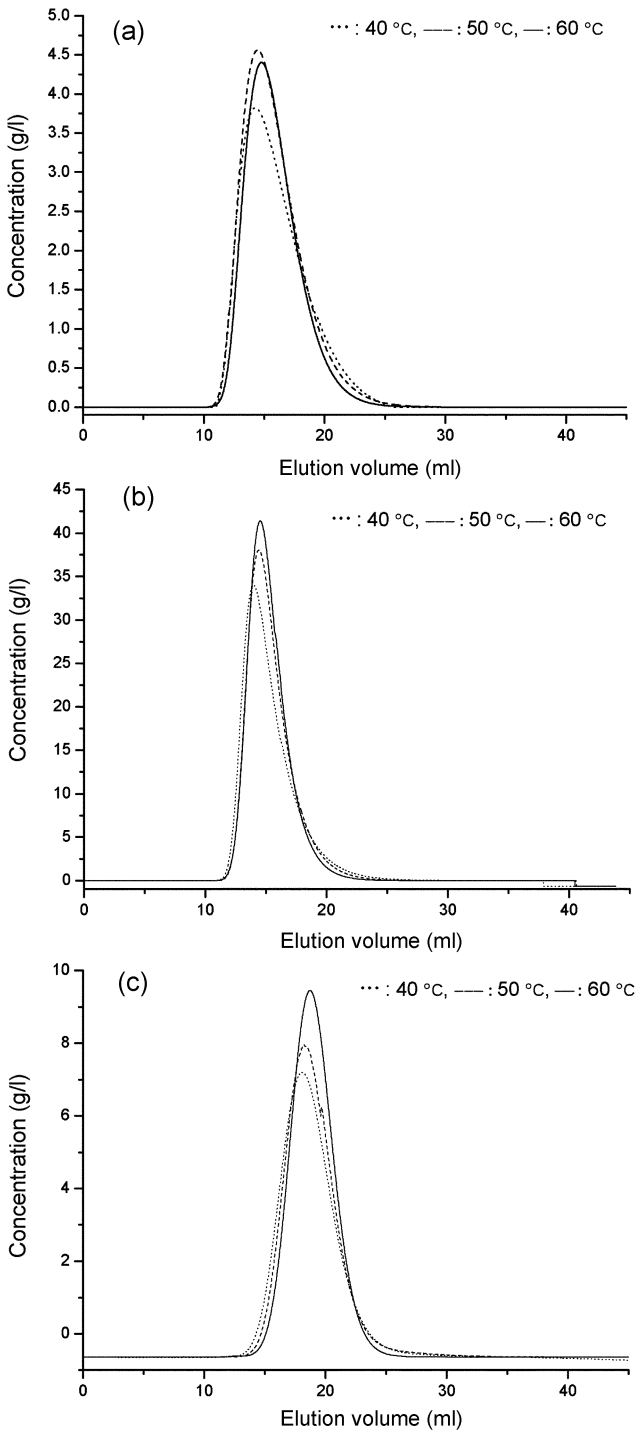 (a)
••• : 40 °C, ––– : 50 °C, — : 60 °C
5.0
4.5
4.0
3.5
3.0
2.5
2.0
1.5
1.0
0.5
0.0
Concentration (g/l)
0 10 20 30 40
Elution volume (ml)
(b)
••• : 40 °C, ––– : 50 °C, — : 60 °C
45
40
35
30
25
20
15
10
5
0
Concentration (g/l)
0 10 20 30 40
Elution volume (ml)
(c)
••• : 40 °C, ––– : 50 °C, — : 60 °C
10
8
6
4
2
0
Concentration (g/l)
0 10 20 30 40
Elution volume (ml)